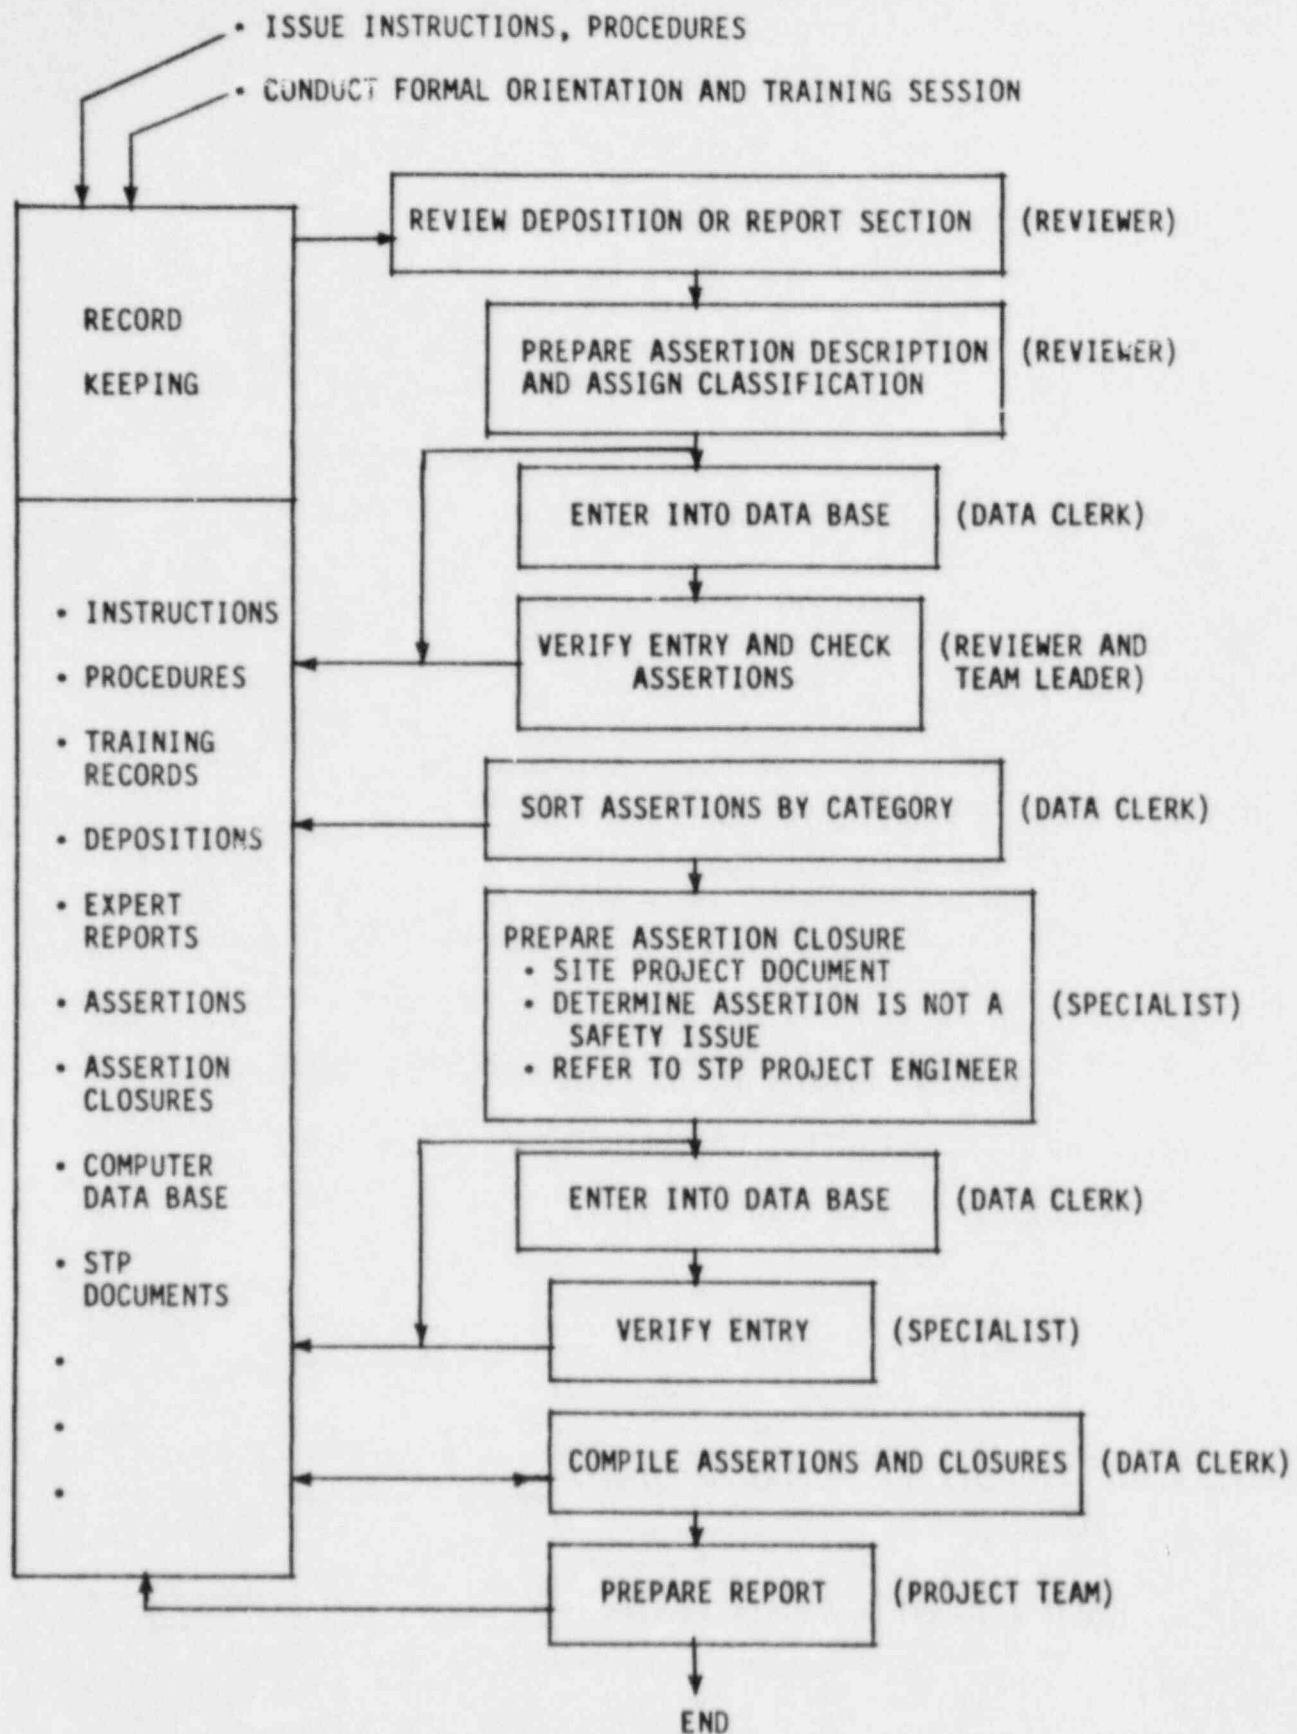 • ISSUE INSTRUCTIONS, PROCEDURES
• CONDUCT FORMAL ORIENTATION AND TRAINING SESSION
RECORD
KEEPING
• INSTRUCTIONS
• PROCEDURES
• TRAINING
RECORDS
• DEPOSITIONS
• EXPERT
REPORTS
• ASSERTIONS
• ASSERTION
CLOSURES
• COMPUTER
DATA BASE
• STP
DOCUMENTS
•
•
•
REVIEW DEPOSITION OR REPORT SECTION
(REVIEWER)
PREPARE ASSERTION DESCRIPTION
AND ASSIGN CLASSIFICATION
(REVIEWER)
ENTER INTO DATA BASE
(DATA CLERK)
VERIFY ENTRY AND CHECK
ASSERTIONS
(REVIEWER AND
TEAM LEADER)
SORT ASSERTIONS BY CATEGORY
(DATA CLERK)
PREPARE ASSERTION CLOSURE
• SITE PROJECT DOCUMENT
• DETERMINE ASSERTION IS NOT A
SAFETY ISSUE
• REFER TO STP PROJECT ENGINEER
(SPECIALIST)
ENTER INTO DATA BASE
(DATA CLERK)
VERIFY ENTRY
(SPECIALIST)
COMPILE ASSERTIONS AND CLOSURES
(DATA CLERK)
PREPARE REPORT
(PROJECT TEAM)
END